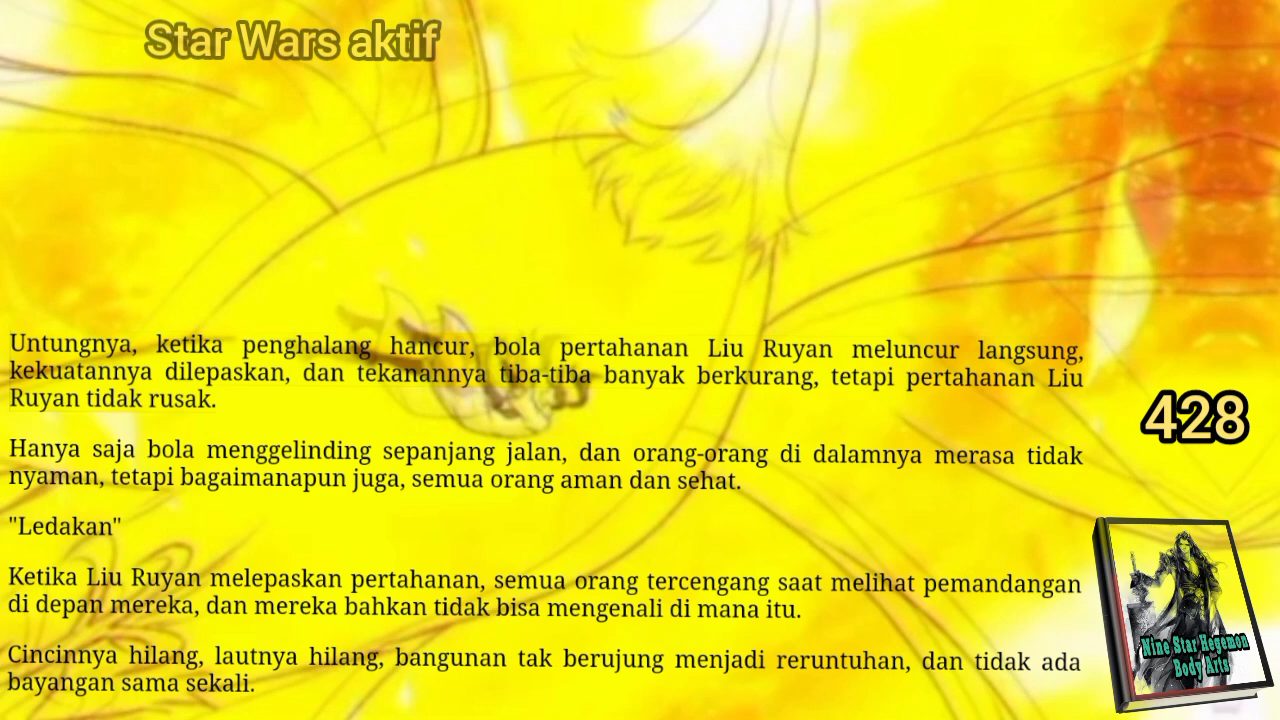 Star Wars aktif
Untungnya, ketika penghalang hancur, bola pertahanan Liu Ruyan meluncur langsung,
kekuatannya dilepaskan, dan tekanannya tiba-tiba banyak berkurang, tetapi pertahanan Liu
Ruyan tidak rusak.
Hanya saja bola menggelinding sepanjang jalan, dan orang-orang di dalamnya merasa tidak
nyaman, tetapi bagaimanapun juga, semua orang aman dan sehat.
"Ledakan"
Ketika Liu Ruyan melepaskan pertahanan, semua orang tercengang saat melihat pemandangan
di depan mereka, dan mereka bahkan tidak bisa mengenali di mana itu.
Cincinnya hilang, lautnya hilang, bangunan tak berujung menjadi reruntuhan, dan tidak ada
bayangan sama sekali.
428
Nine Star Hegemon
Body Arts